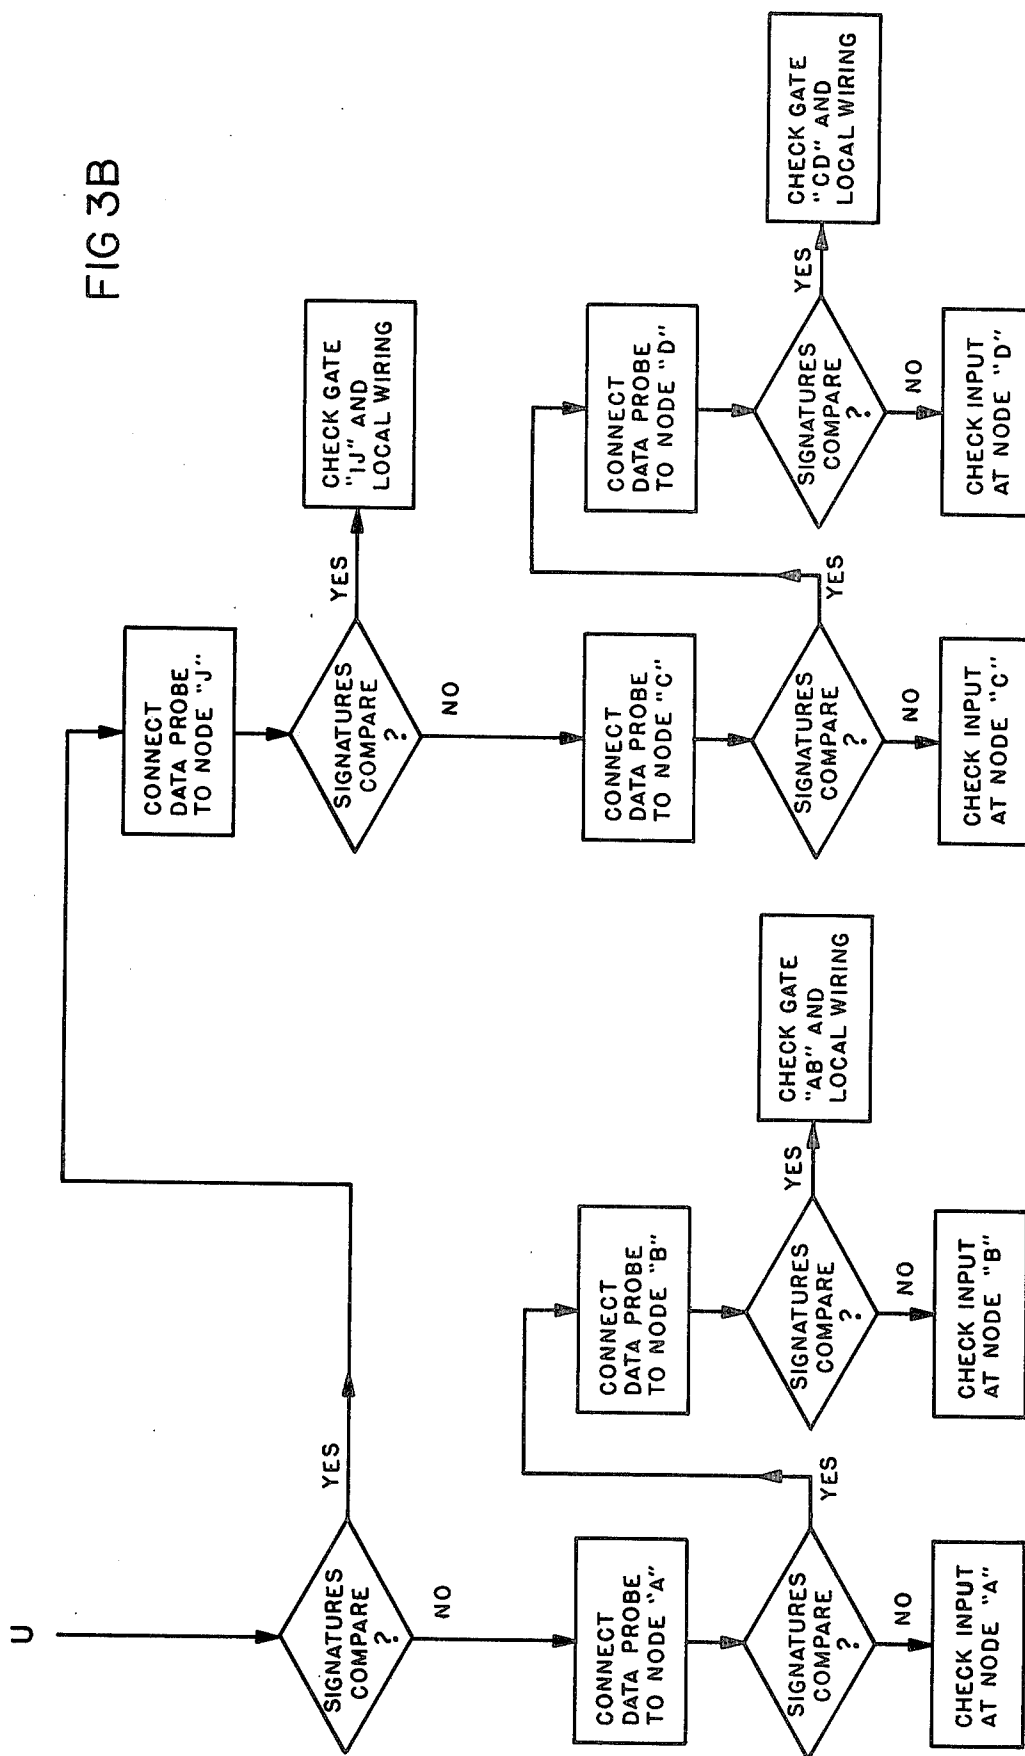 C
FIG 3B
CONNECT
DATA PROBE
TO NODE "J"
SIGNATURES
COMPARE
?
YES
NO
SIGNATURES
COMPARE
?
YES
CHECK GATE
"IJ" AND
LOCAL WIRING
NO
CONNECT
DATA PROBE
TO NODE "A"
CONNECT
DATA PROBE
TO NODE "B"
CONNECT
DATA PROBE
TO NODE "C"
CONNECT
DATA PROBE
TO NODE "D"
SIGNATURES
COMPARE
?
YES
NO
SIGNATURES
COMPARE
?
YES
CHECK GATE
"AB" AND
LOCAL WIRING
NO
SIGNATURES
COMPARE
?
YES
NO
SIGNATURES
COMPARE
?
YES
CHECK GATE
"CD" AND
LOCAL WIRING
NO
CHECK INPUT
AT NODE "A"
CHECK INPUT
AT NODE "B"
CHECK INPUT
AT NODE "C"
CHECK INPUT
AT NODE "D"